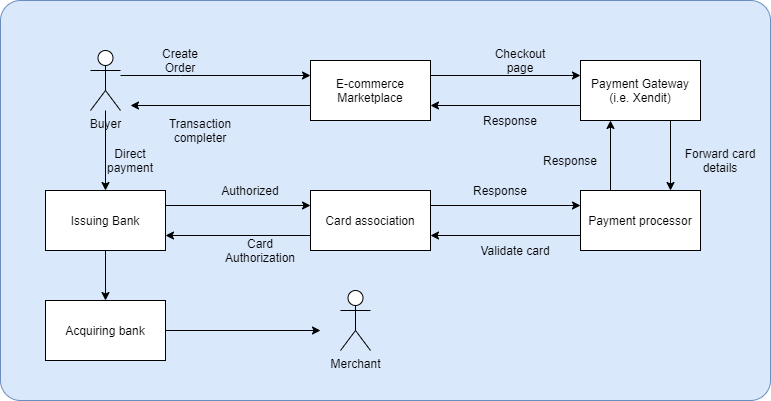 Create
Order
Checkout
page
E-commerce
Marketplace
Payment Gateway
(i.e. Xendit)
Buyer
Transaction
completer
Response
Direct
payment
Response
Forward card
details
Authorized
Response
Issuing Bank
Card association
Payment processor
Card
Authorization
Validate card
Acquiring bank
Merchant